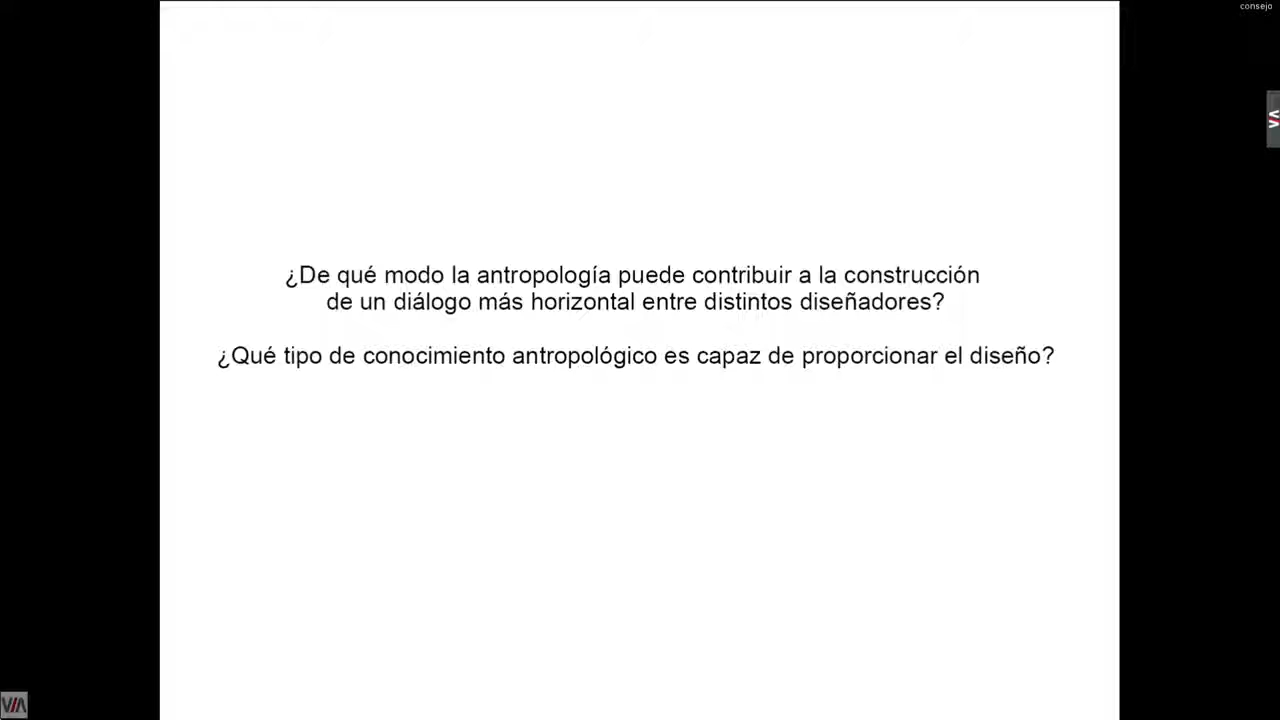 consejo
¿De qué modo la antropología puede contribuir a la construcción
de un diálogo más horizontal entre distintos diseñadores?
¿Qué tipo de conocimiento antropológico es capaz de proporcionar el diseño?
VIA